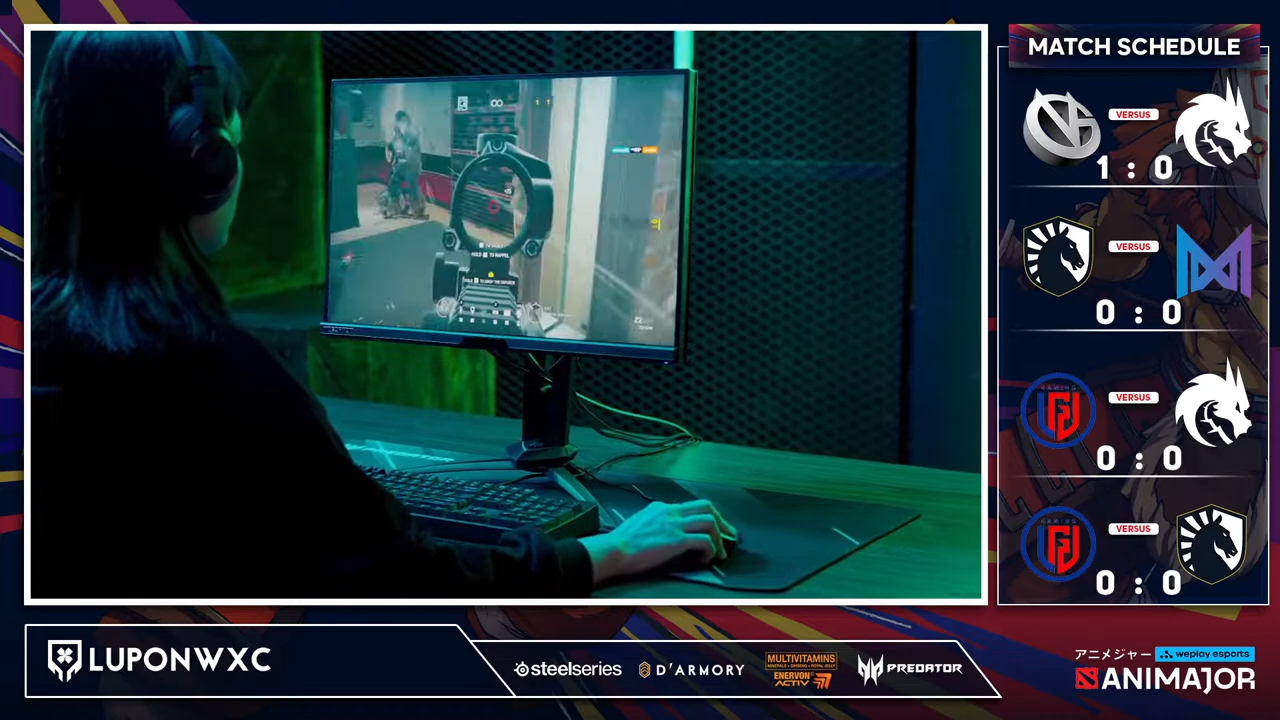 MATCH SCHEDULE
VERSUS
1 : 0
VERSUS
0 : 0
VERSUS
0 : 0
VERSUS
0 : 0
LUPONWXC
steelseries
D'ARMORY
MULTIVITAMINS
ENERVON
ACTIV
PREDATOR
アニメジャー
weplay esports
ANIMAJOR